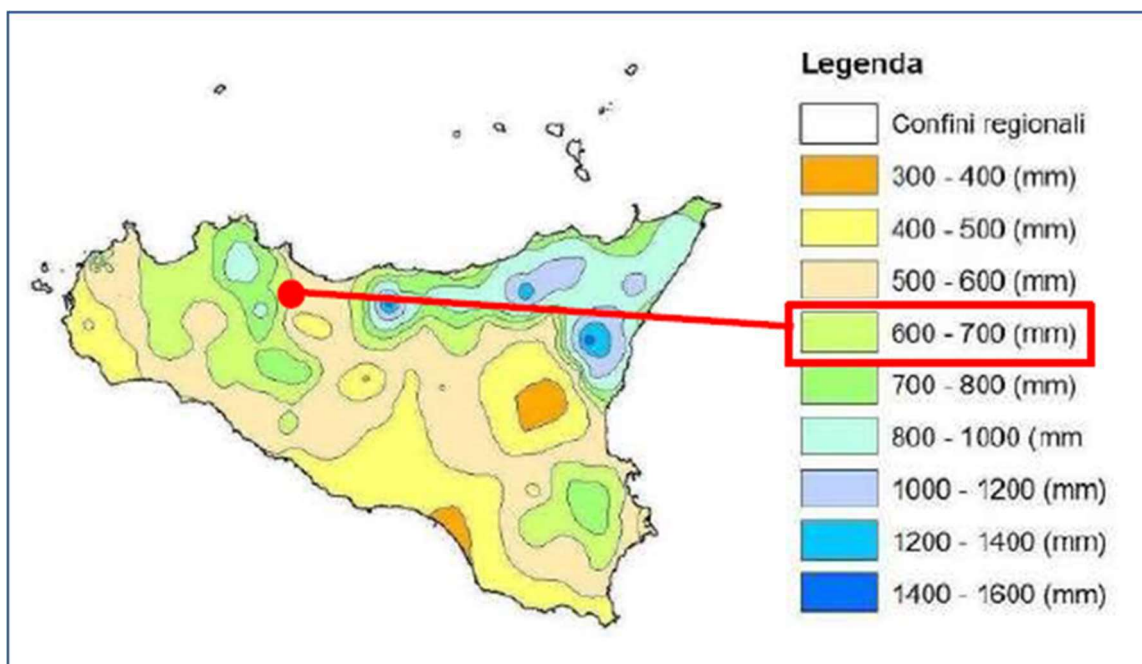 Legenda
Confini regionali
300 - 400 (mm)
400 - 500 (mm)
500 - 600 (mm)
600 - 700 (mm)
700 - 800 (mm)
800 - 1000 (mm
1000 - 1200 (mm)
1200 - 1400 (mm)
1400 - 1600 (mm)